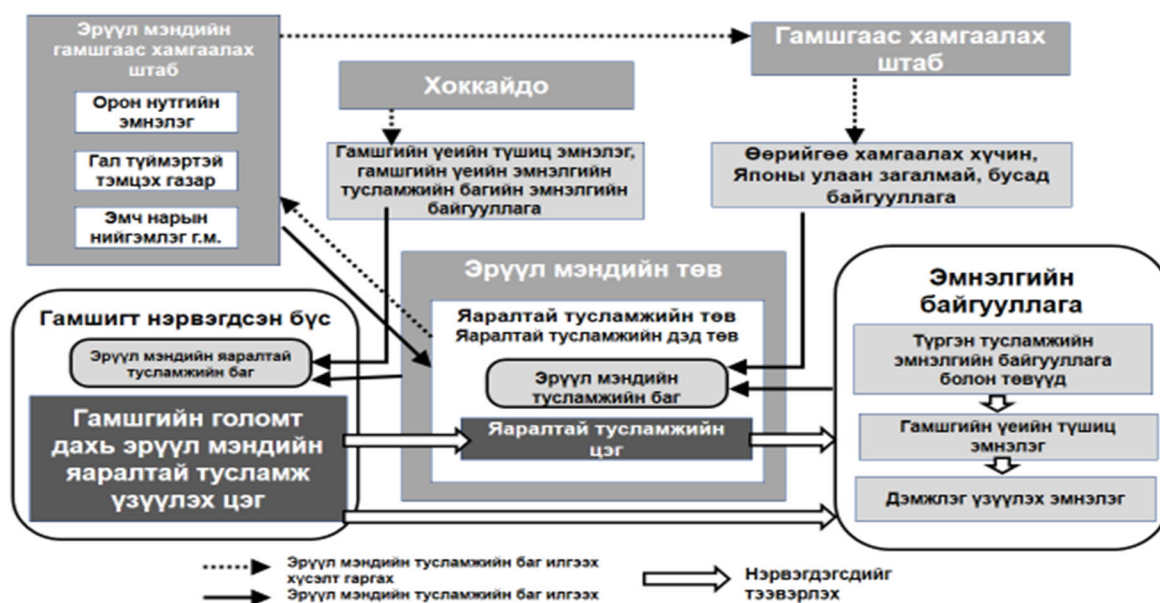 Эрүүл мэндийн
гамшгаас хамгаалах
штаб
Орон нутгийн
эмнэлэг
Гал түймэртэй
тэмцэх газар
Эмч нарын
нийгэмлэг г.м.
Хоккайдо
Гамшгаас хамгаалах
штаб
Гамшгийн үеийн түшиц эмнэлэг,
гамшгийн үеийн эмнэлгийн
тусламжийн багийн эмнэлгийн
байгууллага
Өөрийгөө хамгаалах хүчин,
Японы улаан загалмай, бусад
байгууллага
Гамшигт нэрвэгдсэн бүс
Эрүүл мэндийн яаралтай
тусламжийн баг
Гамшгийн голомт
дахь эрүүл мэндийн
яаралтай тусламж
үзүүлэх цэг
Эрүүл мэндийн төв
Яаралтай тусламжийн төв
Яаралтай тусламжийн дэд төв
Эрүүл мэндийн
тусламжийн баг
Яаралтай тусламжийн
цэг
Эмнэлгийн
байгууллага
Түргэн тусламжийн
эмнэлгийн байгууллага
болон төвүүд
Гамшгийн үеийн түшиц
эмнэлэг
Дэмжлэг үзүүлэх эмнэлэг
Эрүүл мэндийн тусламжийн баг илгээх
хүсэлт гаргах
Эрүүл мэндийн тусламжийн баг илгээх
Нэрвэгдэгсдийг
тээвэрлэх